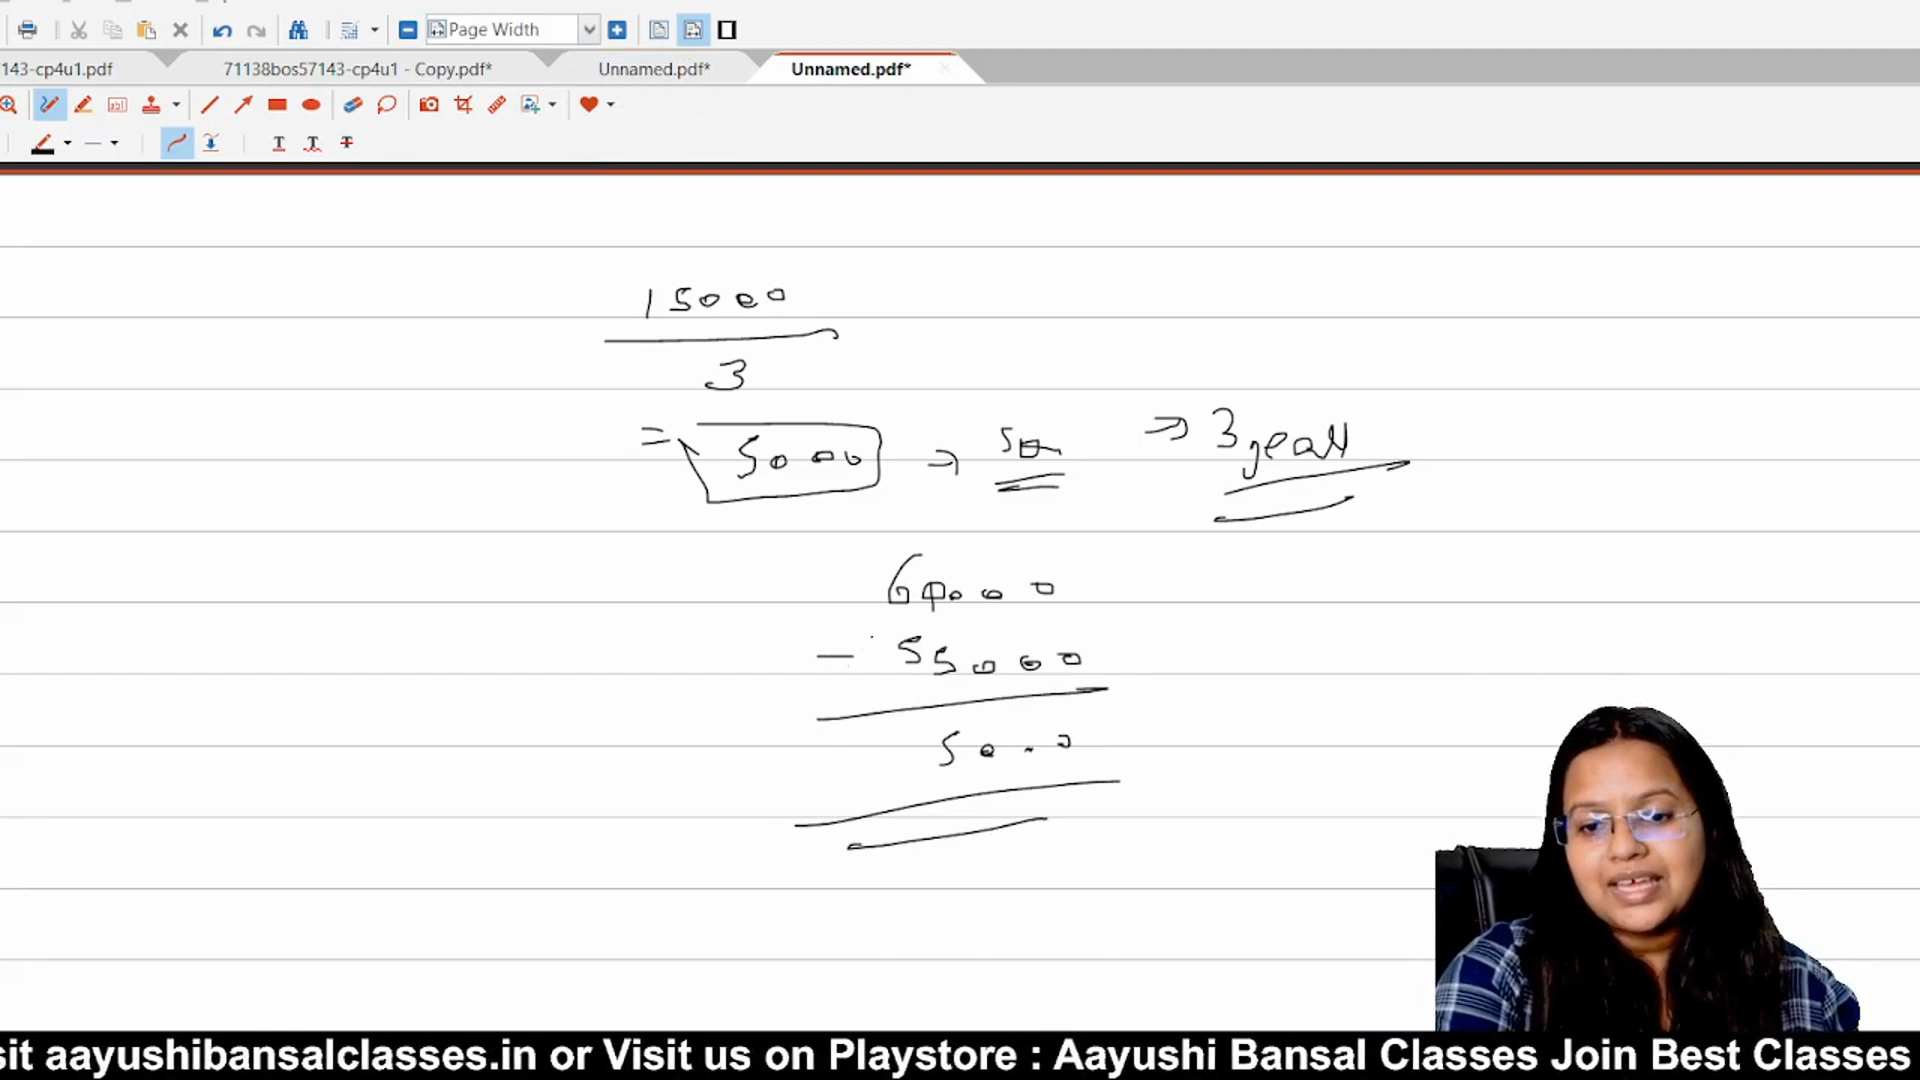 Page Width
143-cp4u1.pdf
71138bos57143-cp4u1 - Copy.pdf*
Unnamed.pdf*
Unnamed.pdf*
15000
3
= 5000 ⇒ ⇒ 3 year
60000
- 55000
5000
sit aayushibansalclasses.in or Visit us on Playstore : Aayushi Bansal Classes Join Best Classes